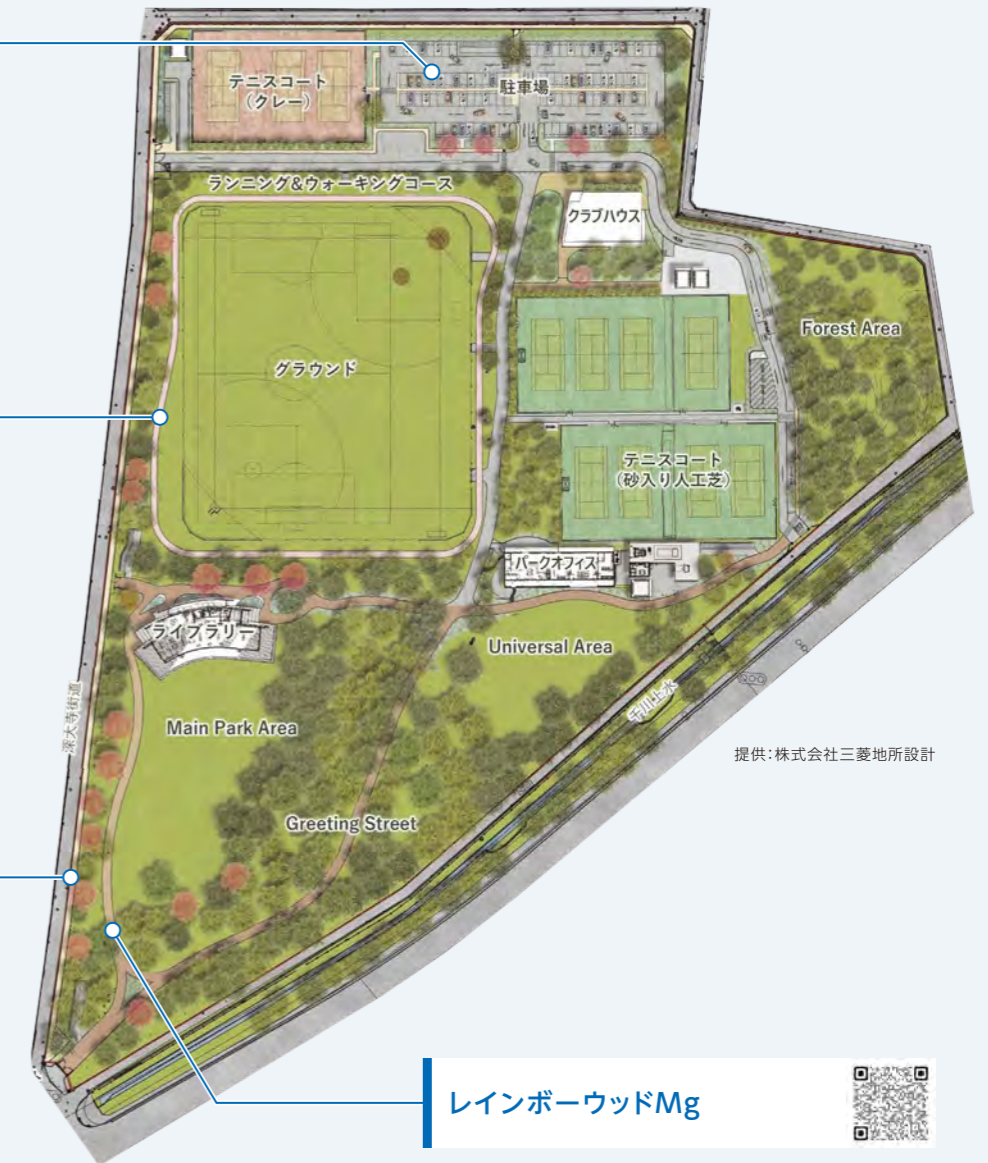 テニスコート
(クレー)
駐車場
ランニング&ウォーキングコース
クラブハウス
グラウンド
Forest Area
テニスコート
(砂入り人工芝)
パークオフィス
ライブラリー
Universal Area
深大寺街道
Main Park Area
千川上水
提供:株式会社三菱地所設計
Greeting Street
レインボーウッドMg